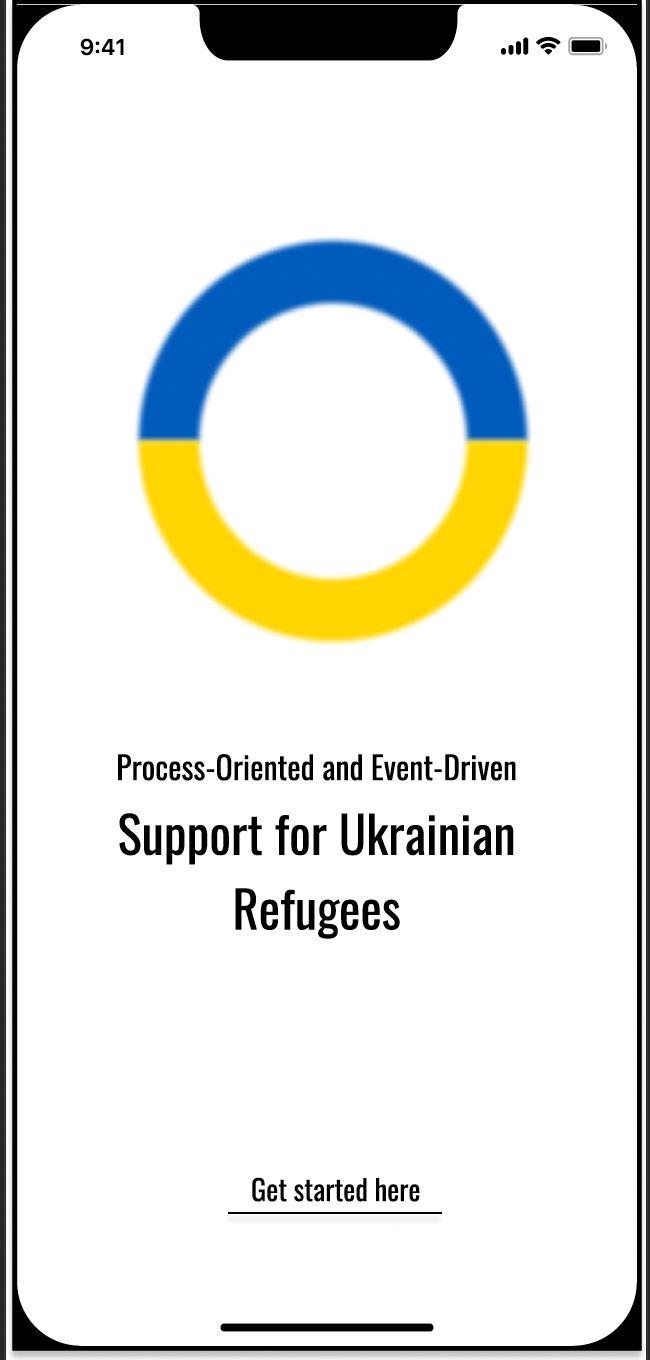 9:41
Process-Oriented and Event-Driven
Support for Ukrainian
Refugees
Get started here